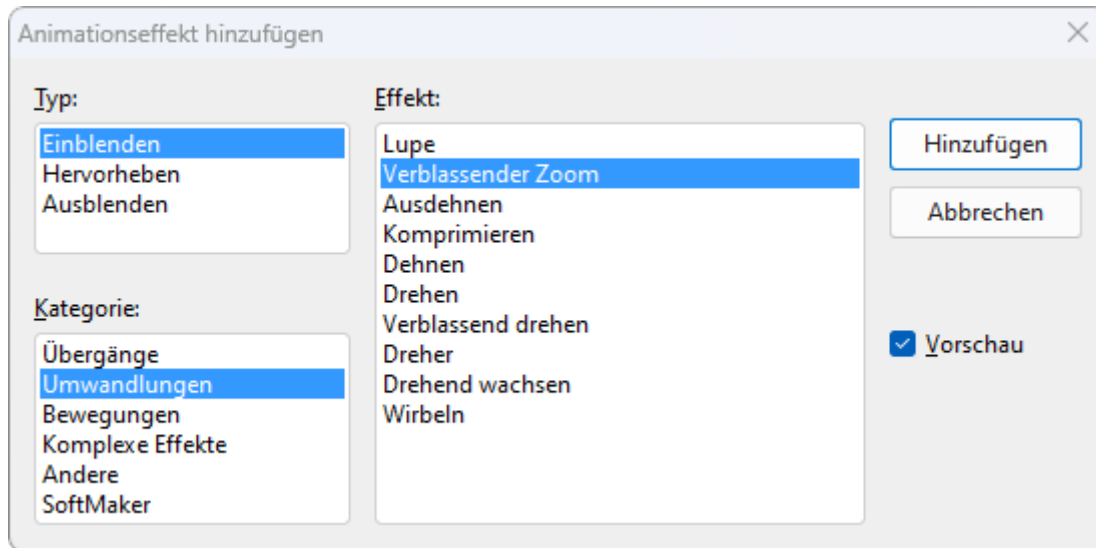 Animationseffekt hinzufügen
Typ:
Einblenden
Hervorheben
Ausblenden
Kategorie:
Übergänge
Umwandlungen
Bewegungen
Komplexe Effekte
Andere
SoftMaker
Effekt:
Lupe
Verblassender Zoom
Ausdehnen
Komprimieren
Dehnen
Drehen
Verblassend drehen
Dreher
Drehend wachsen
Wirbeln
Hinzufügen
Abbrechen
Vorschau